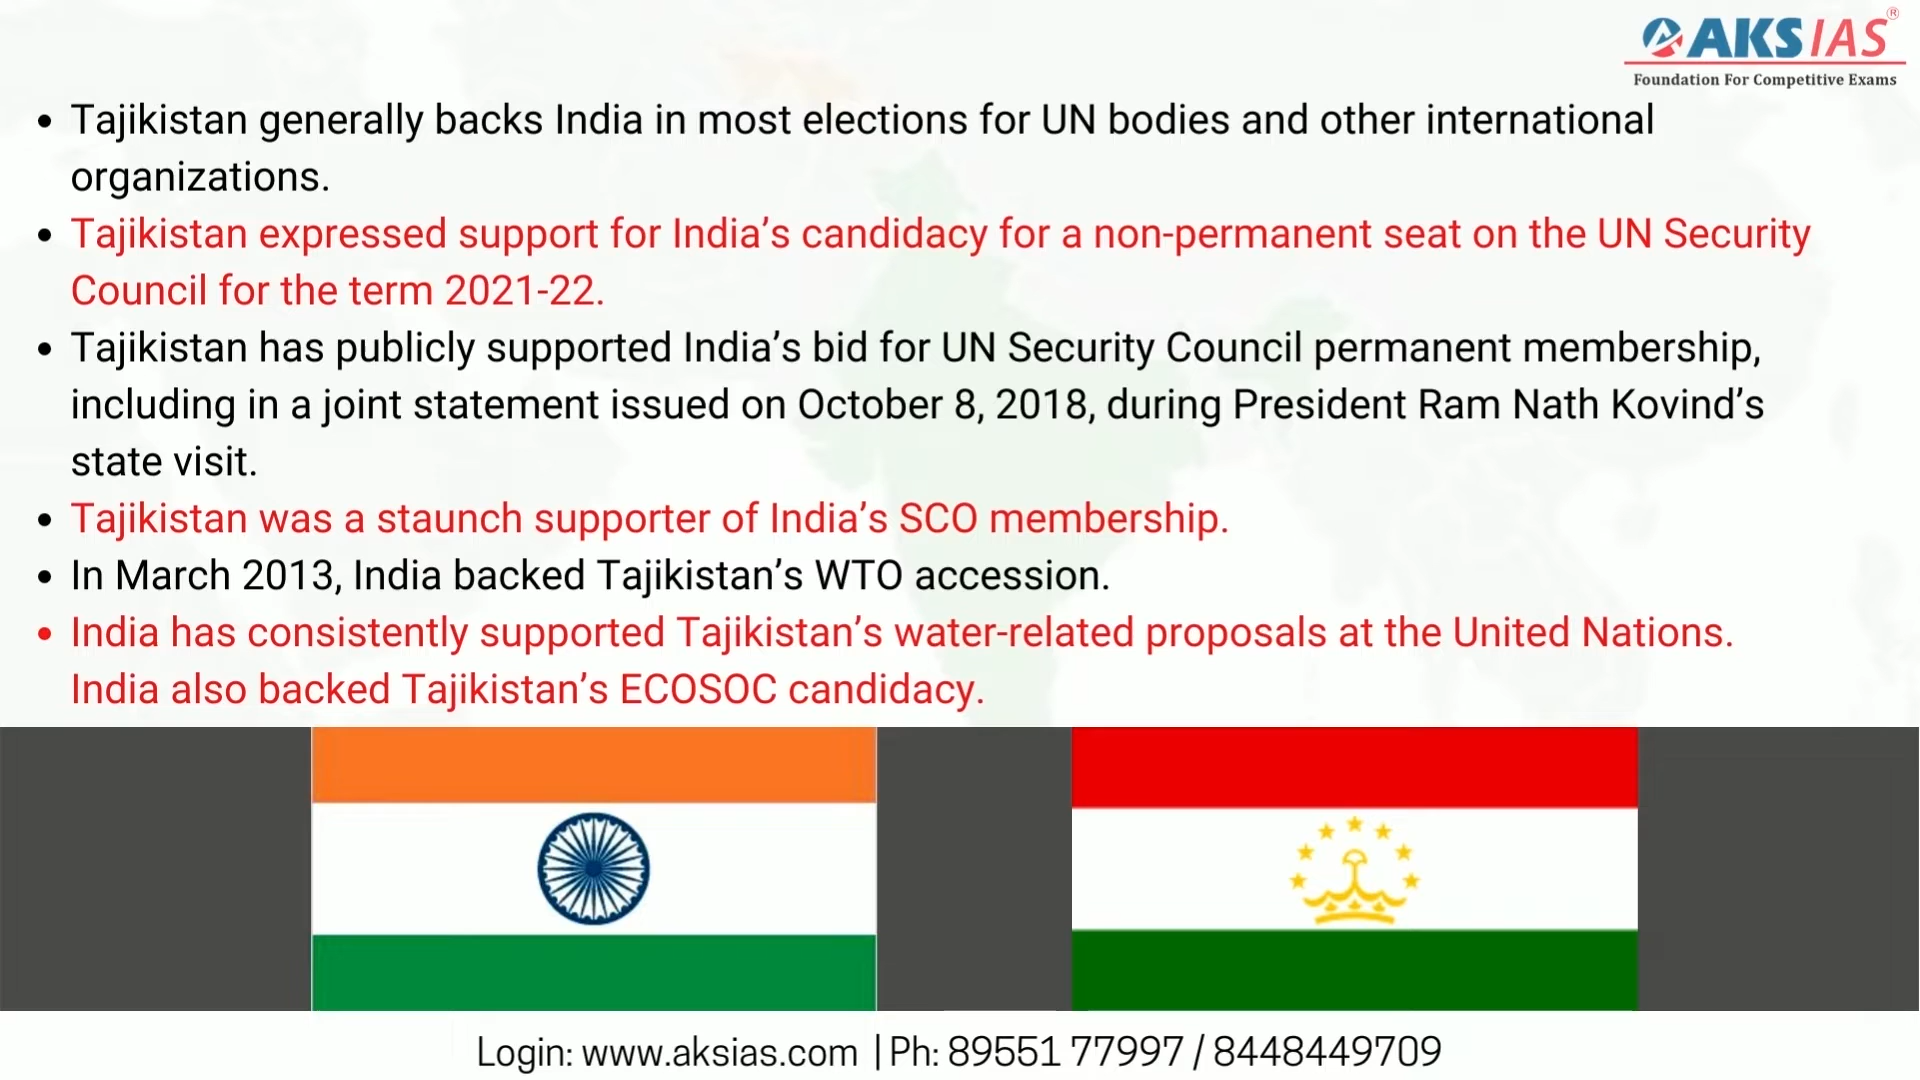 AKS IAS®
Foundation For Competitive Exams
• Tajikistan generally backs India in most elections for UN bodies and other international
organizations.
• Tajikistan expressed support for India’s candidacy for a non-permanent seat on the UN Security
Council for the term 2021-22.
• Tajikistan has publicly supported India’s bid for UN Security Council permanent membership,
including in a joint statement issued on October 8, 2018, during President Ram Nath Kovind’s
state visit.
• Tajikistan was a staunch supporter of India’s SCO membership.
• In March 2013, India backed Tajikistan’s WTO accession.
• India has consistently supported Tajikistan’s water-related proposals at the United Nations.
India also backed Tajikistan’s ECOSOC candidacy.
Login: www.aksias.com | Ph: 89551 77997 / 8448449709